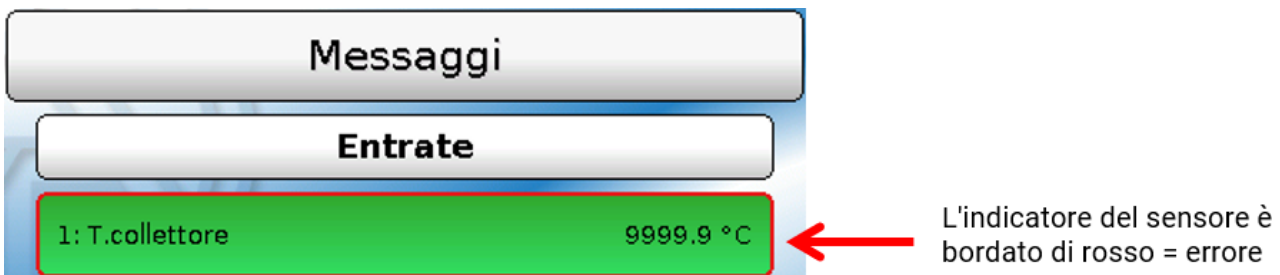 Messaggi
Entrate
1: T.collettore 9999.9 °C
L'indicatore del sensore è
bordato di rosso = errore